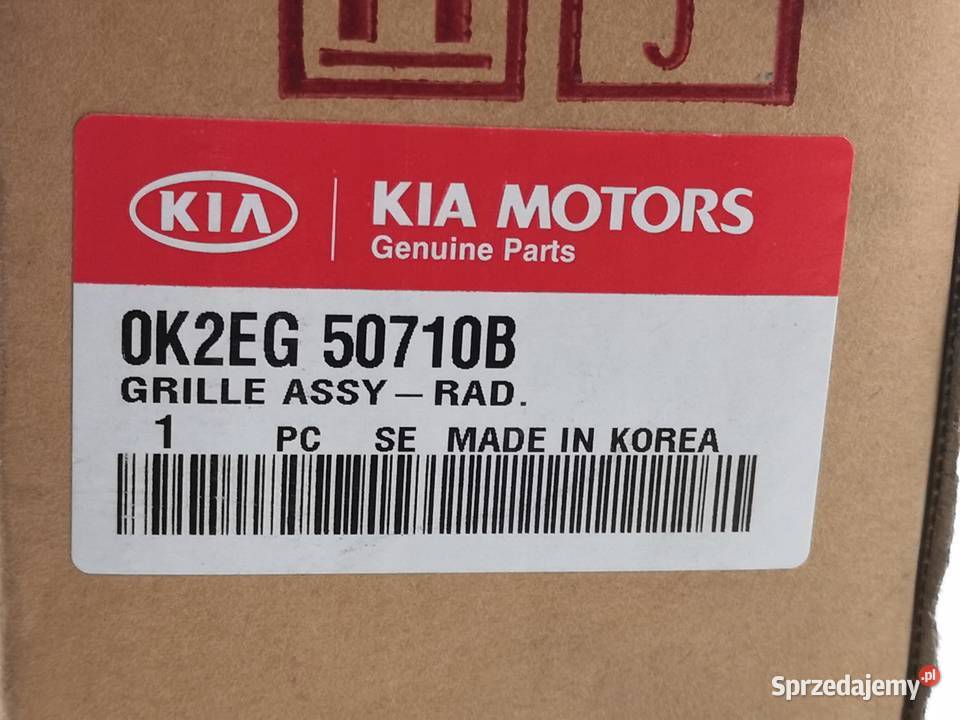 KIA
KIA MOTORS
Genuine Parts
0K2EG 50710B
GRILLE ASSY－RAD.
1 PC SE MADE IN KOREA
Sprzedajemy.pl